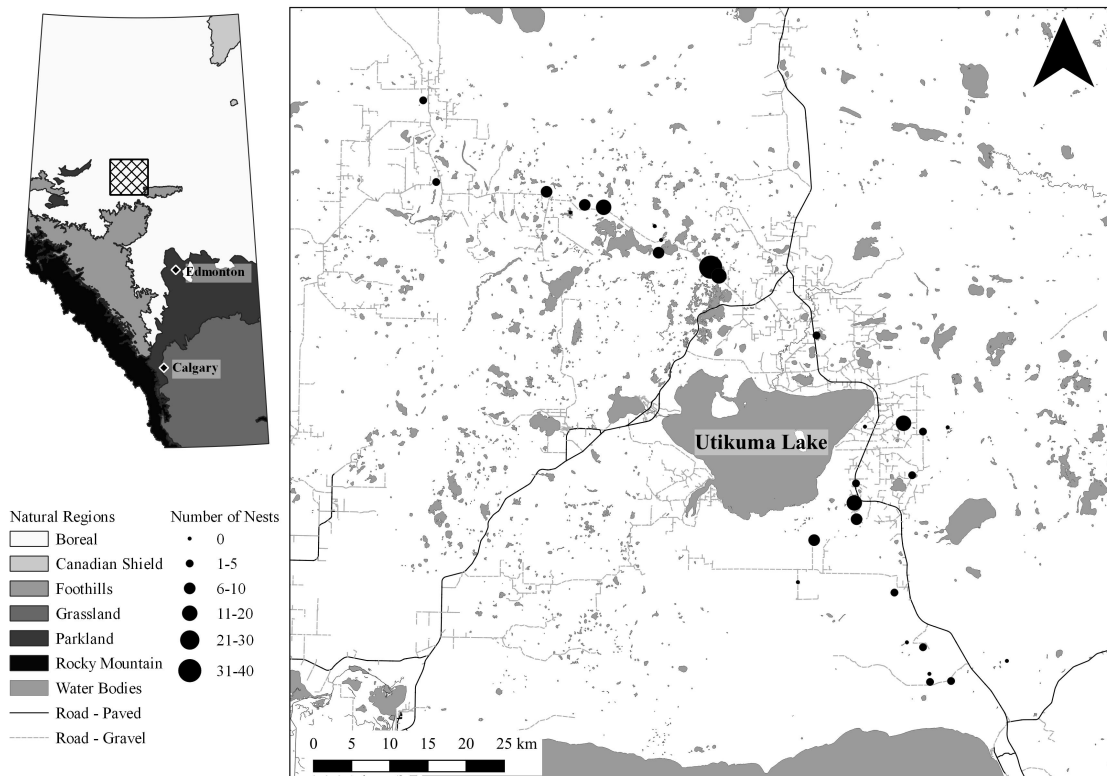 Edmonton
Calgary
Utikuma Lake
Natural Regions
Boreal
Canadian Shield
Foothills
Grassland
Parkland
Rocky Mountain
Water Bodies
Road - Paved
Road - Gravel
Number of Nests
0
1-5
6-10
11-20
21-30
31-40
0 5 10 15 20 25 km